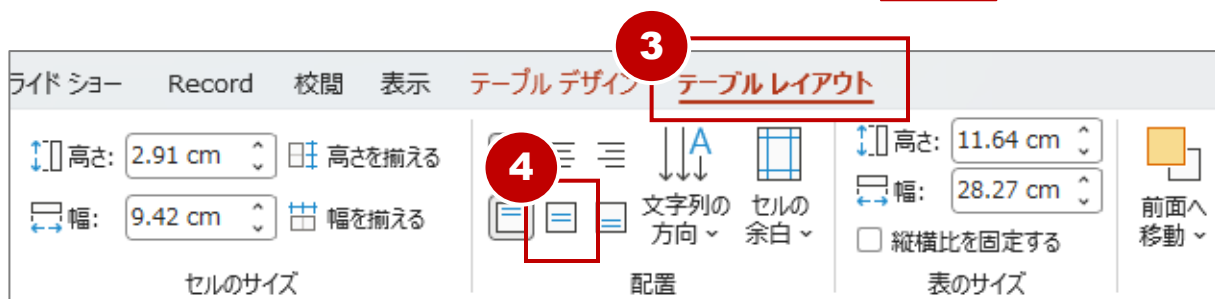 3
ライド ショー Record 校閲 表示 テーブル デザイン テーブル レイアウト
高さ: 2.91 cm 高さを揃える
4
幅: 9.42 cm 幅を揃える
セルのサイズ
A
文字列の
方向
セルの
余白
配置
高さ: 11.64 cm
幅: 28.27 cm
縦横比を固定する
表のサイズ
前面へ
移動